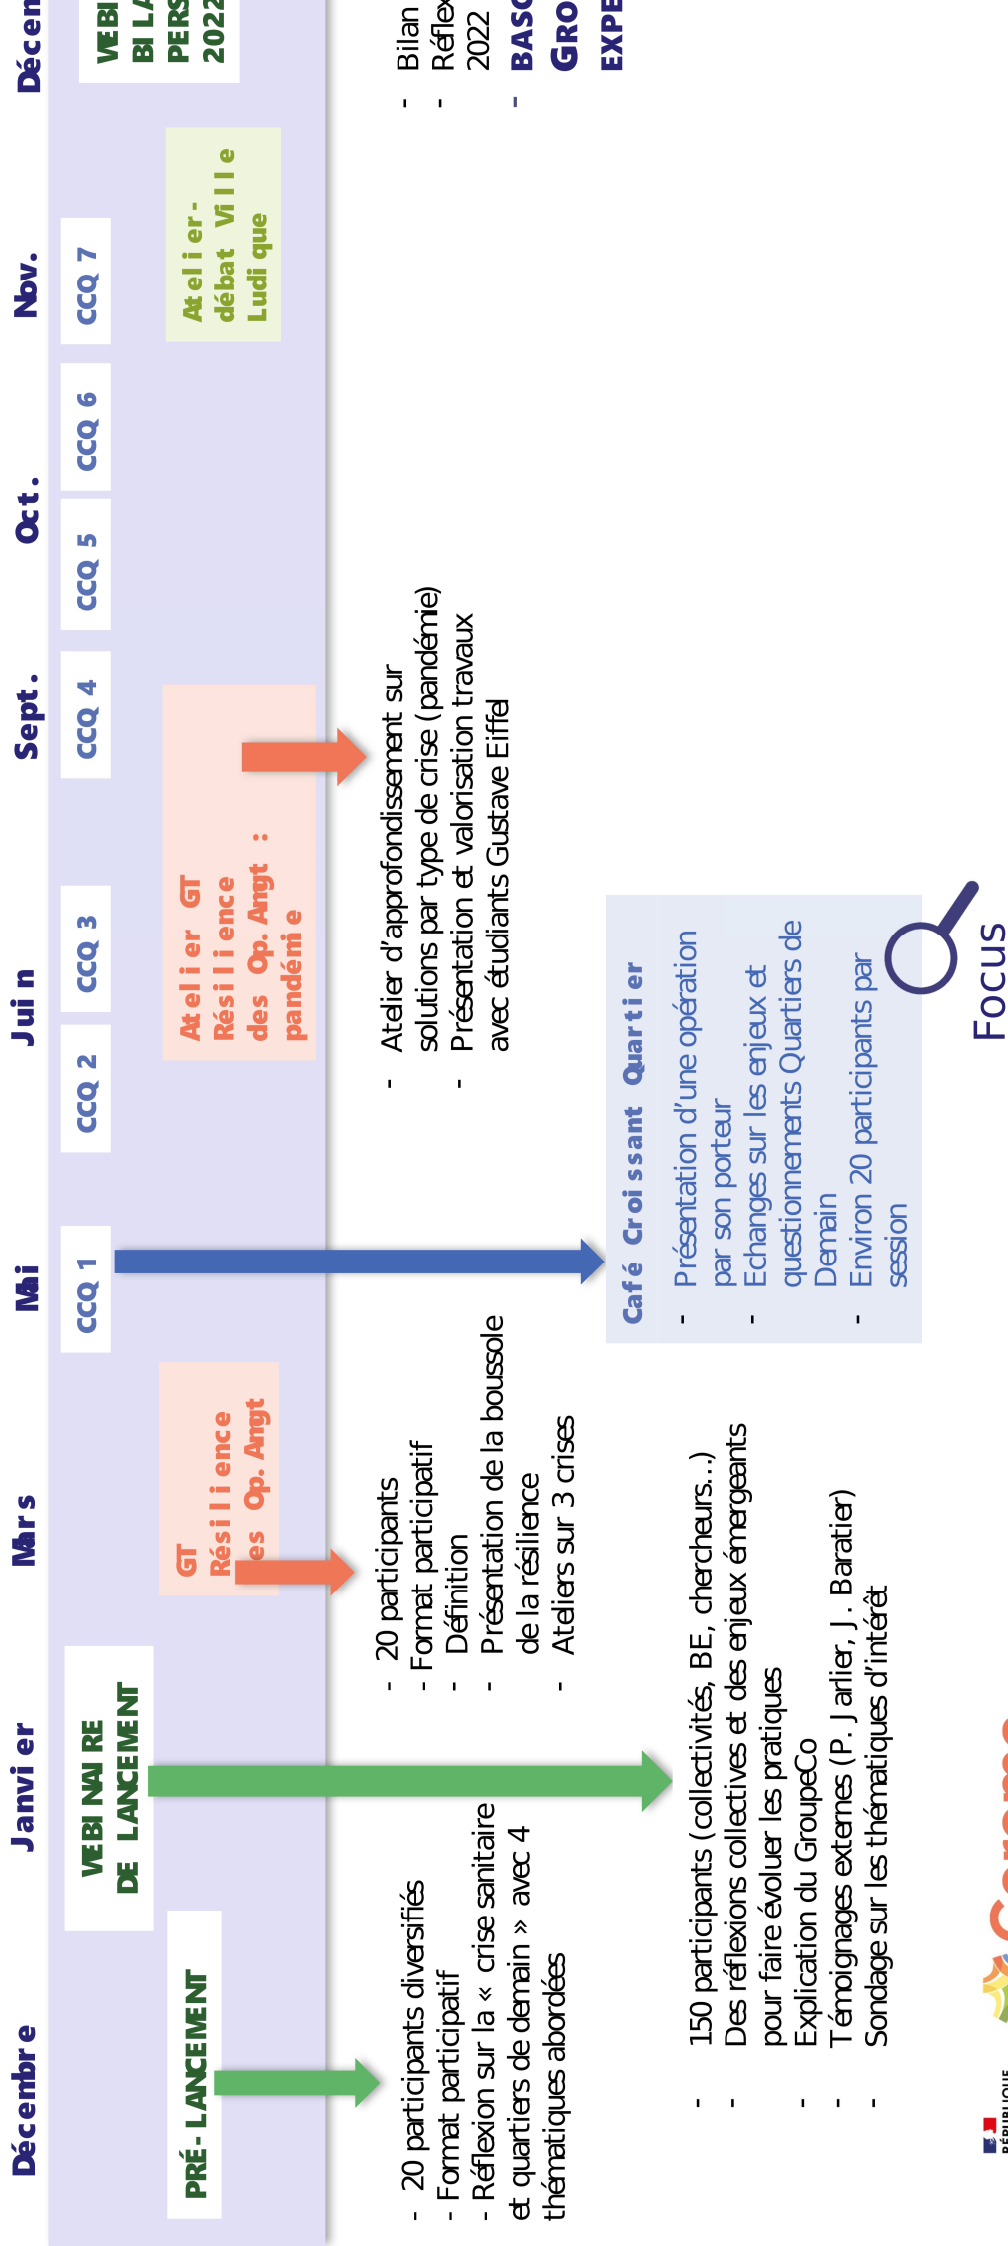 Décembre
Janvier
Mars
Mai
Juin
Sept.
Oct.
Nov.
PRÉ-LANCEMENT
WEBINAIRE
DE LANCEMENT
GT
Résilience
es Op.Amgt
CCQ 1
CCQ 2
CCQ 3
CCQ 4
CCQ 5
CCQ 6
CCQ 7
Atelier GT
Résilience
des Op.Amgt :
pandémie
Atelier-
débat Ville
Ludique
2022
- 20 participants diversifiés
- Format participatif
- Réflexion sur la « crise sanitaire
et quartiers de demain » avec 4
thématiques abordées
- 150 participants (collectivités, BE, chercheurs…)
- Des réflexions collectives et des enjeux émergeants
pour faire évoluer les pratiques
- Explication du GroupeCo
- Témoignages externes (P. Jarlier, J. Baratier)
- Sondage sur les thématiques d'intérêt
- 20 participants
- Format participatif
- Définition
- Présentation de la boussole
de la résilience
- Ateliers sur 3 crises
Café Croissant Quartier
- Présentation d'une opération
par son porteur
- Echanges sur les enjeux et
questionnements Quartiers de
Demain
- Environ 20 participants par
session
Focus
- Atelier d'approfondissement sur
solutions par type de crise (pandémie)
- Présentation et valorisation travaux
avec étudiants Gustave Eiffel
- Bilan
- 
2022
RÉPUBLIQUE